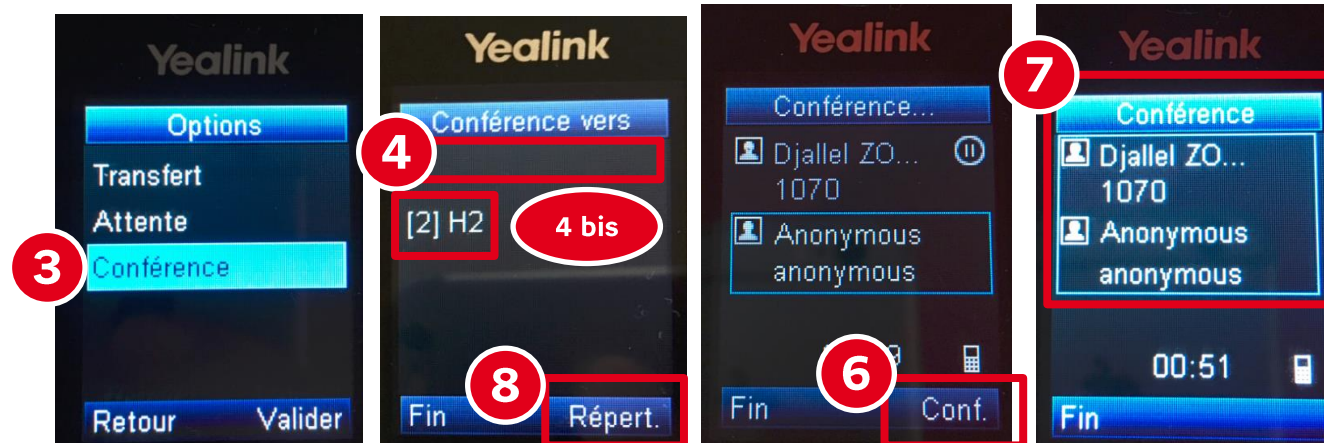 Yealink
Options
Transfert
Attente
3
Conférence
Retour Valider
Yealink
Conférence vers
4
[2] H2
4 bis
8
Fin Répert.
Yealink
Conférence...
Djallel ZO...
1070
Anonymous
anonymous
9
6
Fin Conf.
Yealink
7
Conférence
Djallel ZO...
1070
Anonymous
anonymous
00:51
Fin